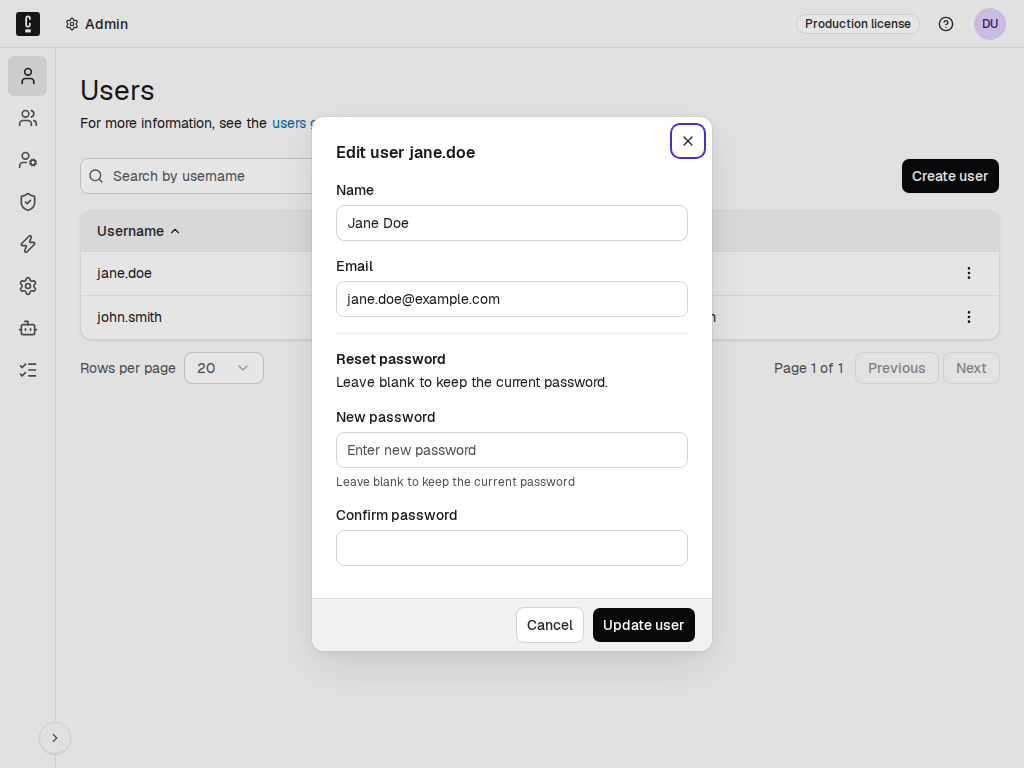 Admin
Production license
DU
Users
For more information, see the users
Search by username
Create user
Username
jane.doe
john.smith
Rows per page
20
Page 1 of 1
Previous
Next
Edit user jane.doe
Name
Jane Doe
Email
jane.doe@example.com
Reset password
Leave blank to keep the current password.
New password
Enter new password
Leave blank to keep the current password
Confirm password
Cancel
Update user